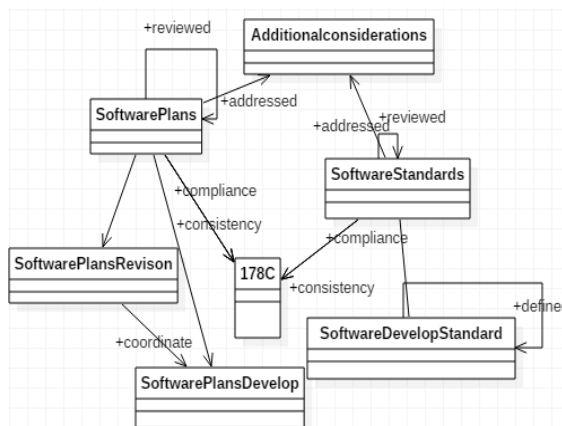 +reviewed
Additionalconsiderations
+addressed
SoftwarePlans
+reviewed
+addressed
SoftwareStandards
+compliance
+consistency
+compliance
SoftwarePlansRevison
178C
+consistency
+define
SoftwareDevelopStandard
+coordinate
SoftwarePlansDevelop